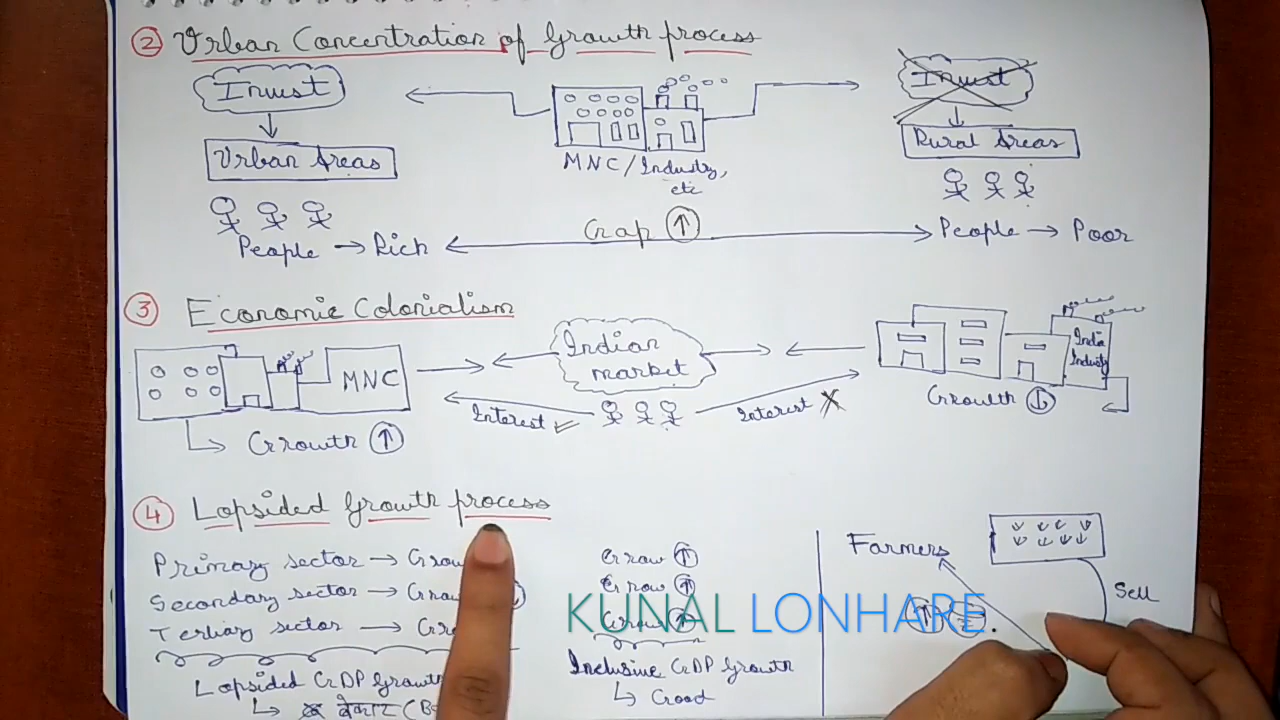 ② Urban Concentration of Growth process
Invest
Urban Areas
People → Rich
MNC/Industry,
etc
Gap ↑
Invest
Rural Areas
People → Poor
③ Economic Colonialism
MNC
Growth ↑
Indian
market
Interest
Interest
India
Industry
Growth ↓
④ Lopsided Growth process
Primary sector →
Secondary sector →
Tertiary sector →
Lopsided GDP Growth
↳ बेकार
Grow ↑
Grow ↑
Grow ↑
Inclusive GDP Growth
↳ Good
Farmers
Sell
KUNAL LONHARE